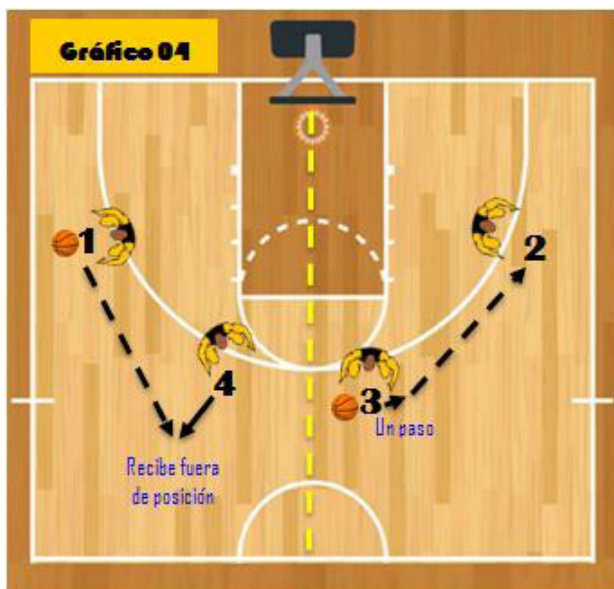 Gráfico 04
1
2
4
3
Un paso
Recibe fuera
de posición